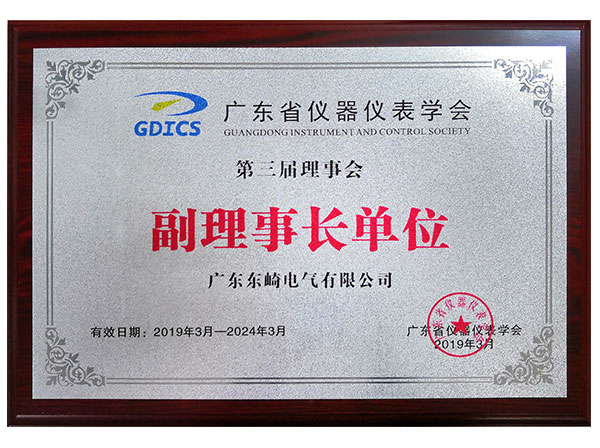 GDICS
广东省仪器仪表学会
GUANGDONG INSTRUMENT AND CONTROL SOCIETY
第三届理事会
副理事长单位
广东东崎电气有限公司
有效日期：2019年3月—2024年3月
广东省仪器仪表学会
2019年3月